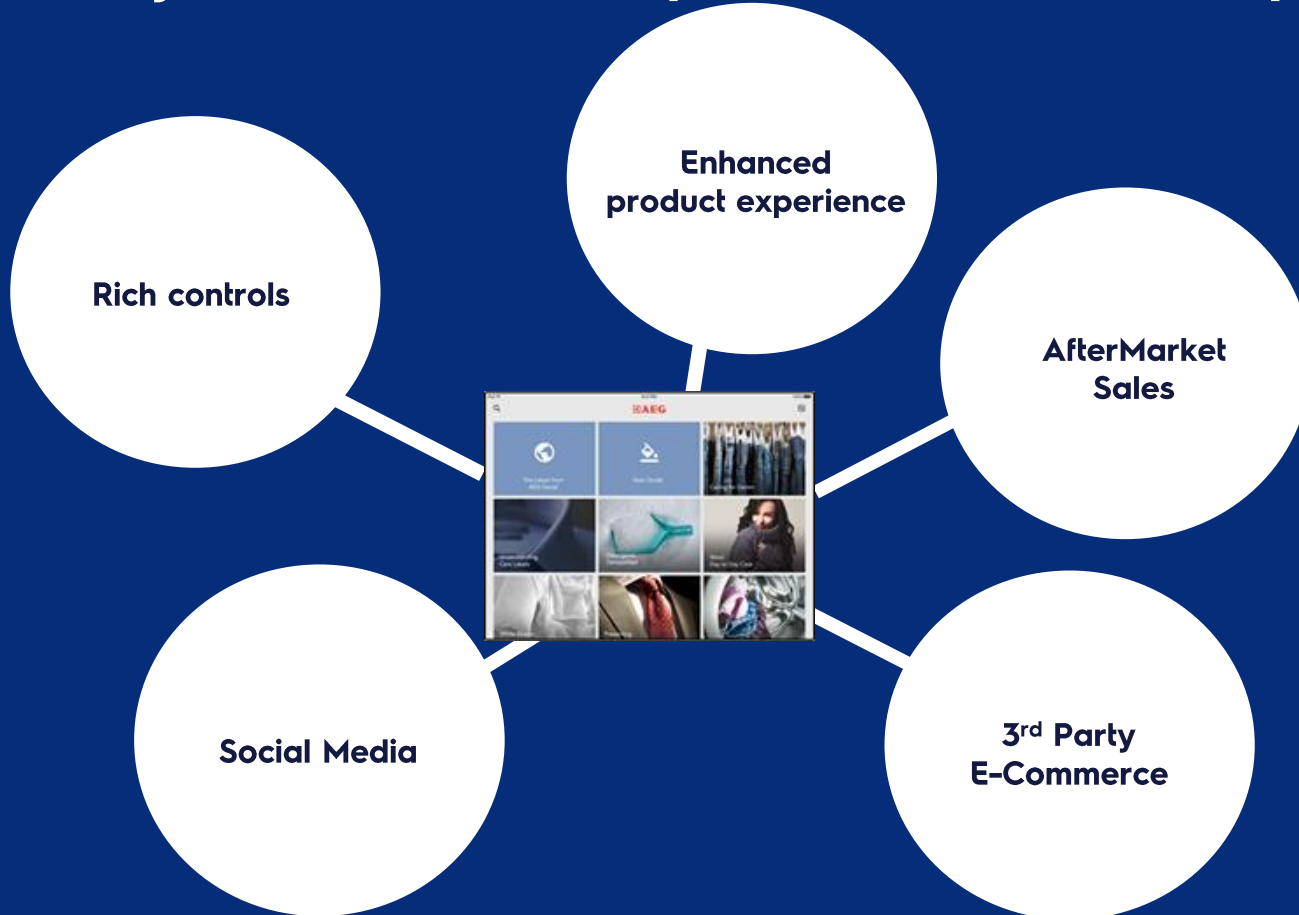 Enhanced
product experience
Rich controls
AfterMarket
Sales
AEG
Social Media
3rd Party
E-Commerce